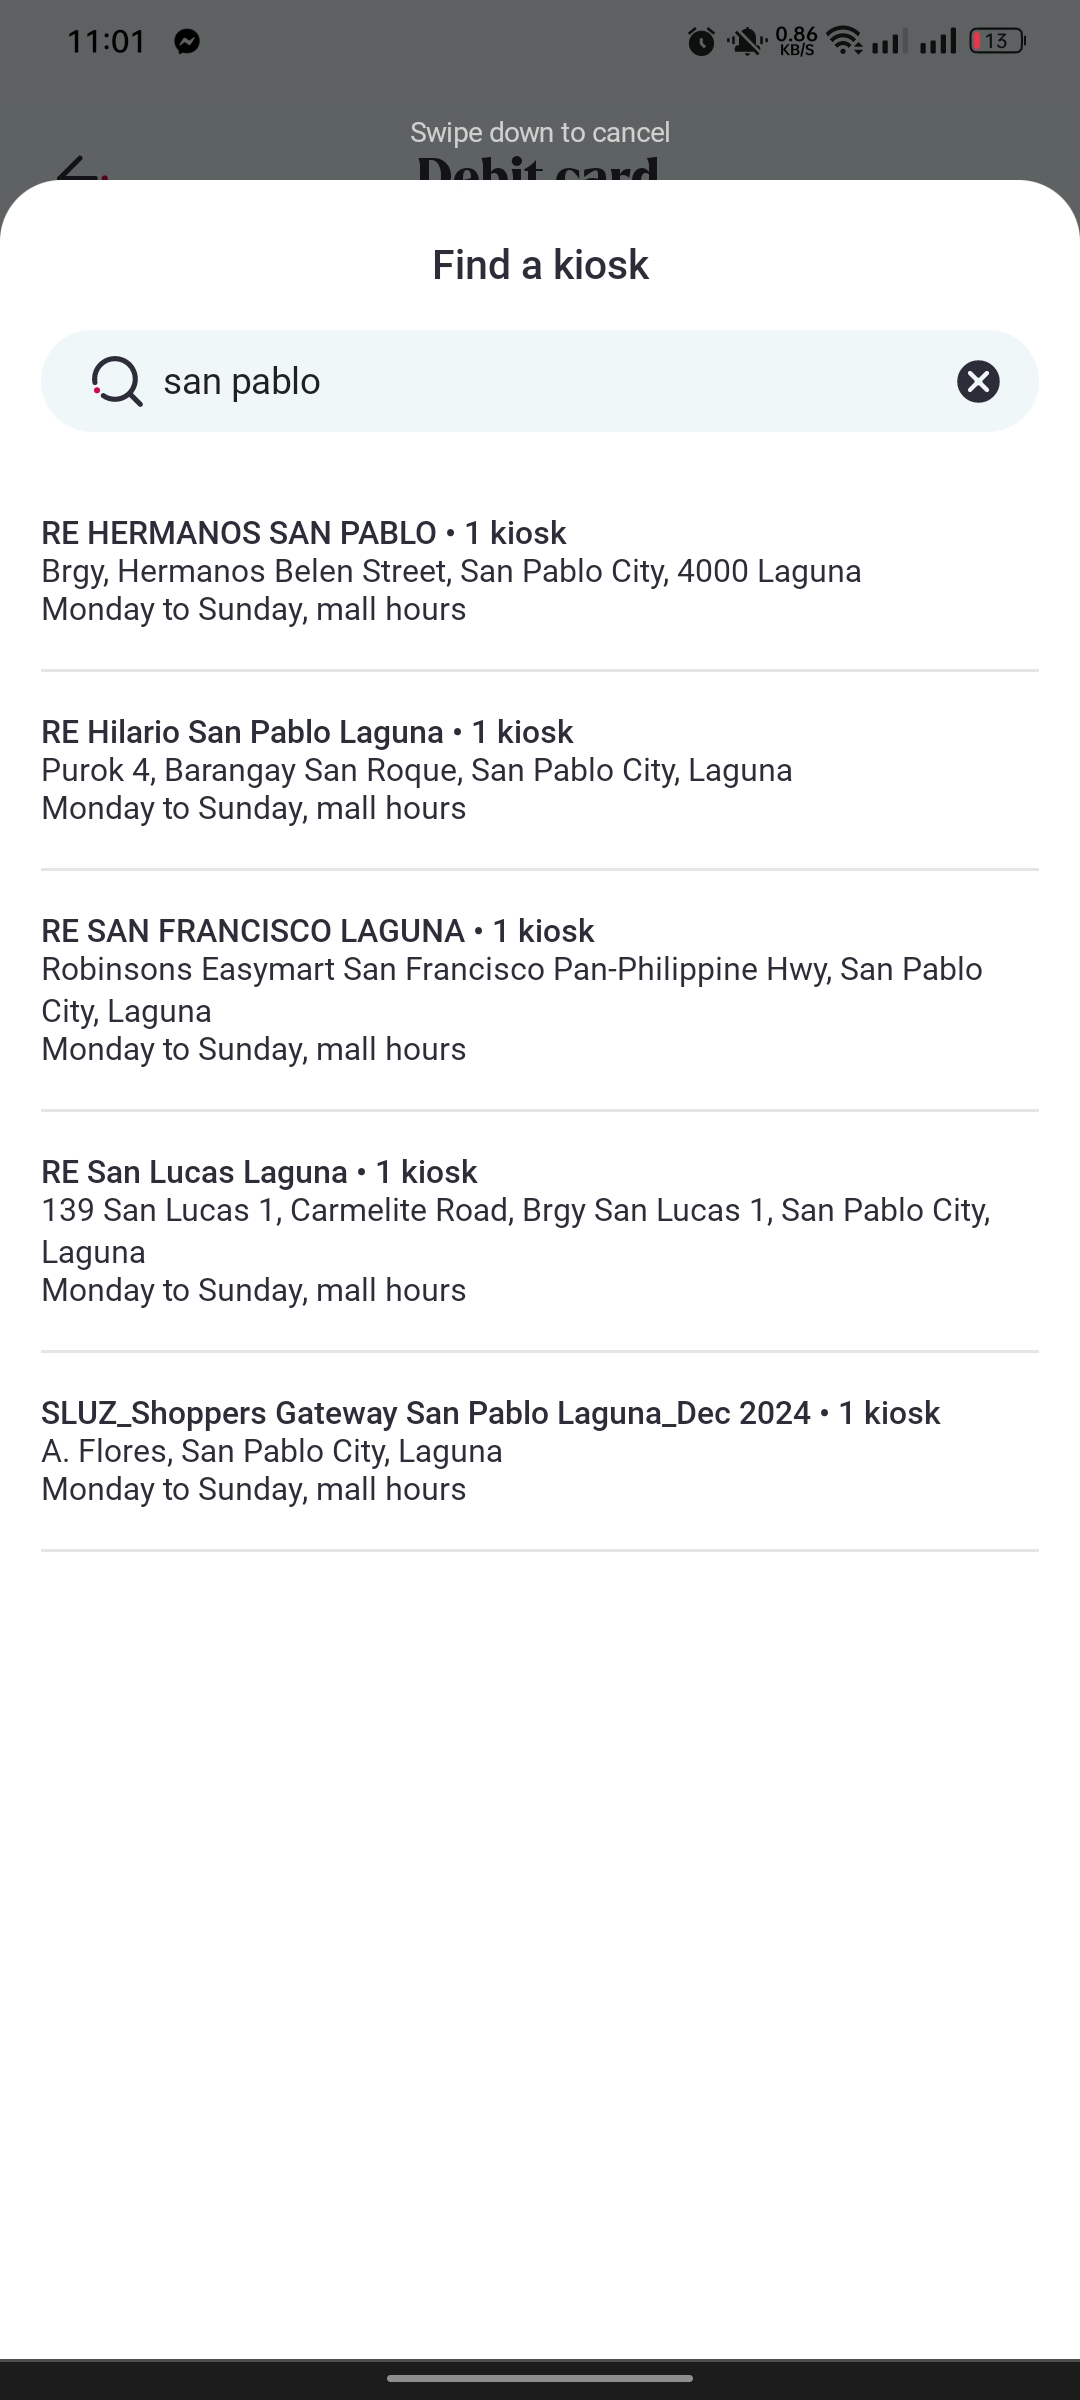 11:01
0.86
KB/S
13
Swipe down to cancel
Debit card
Find a kiosk
san pablo
RE HERMANOS SAN PABLO • 1 kiosk
Brgy, Hermanos Belen Street, San Pablo City, 4000 Laguna
Monday to Sunday, mall hours
RE Hilario San Pablo Laguna • 1 kiosk
Purok 4, Barangay San Roque, San Pablo City, Laguna
Monday to Sunday, mall hours
RE SAN FRANCISCO LAGUNA • 1 kiosk
Robinsons Easymart San Francisco Pan-Philippine Hwy, San Pablo
City, Laguna
Monday to Sunday, mall hours
RE San Lucas Laguna • 1 kiosk
139 San Lucas 1, Carmelite Road, Brgy San Lucas 1, San Pablo City,
Laguna
Monday to Sunday, mall hours
SLUZ_Shoppers Gateway San Pablo Laguna_Dec 2024 • 1 kiosk
A. Flores, San Pablo City, Laguna
Monday to Sunday, mall hours